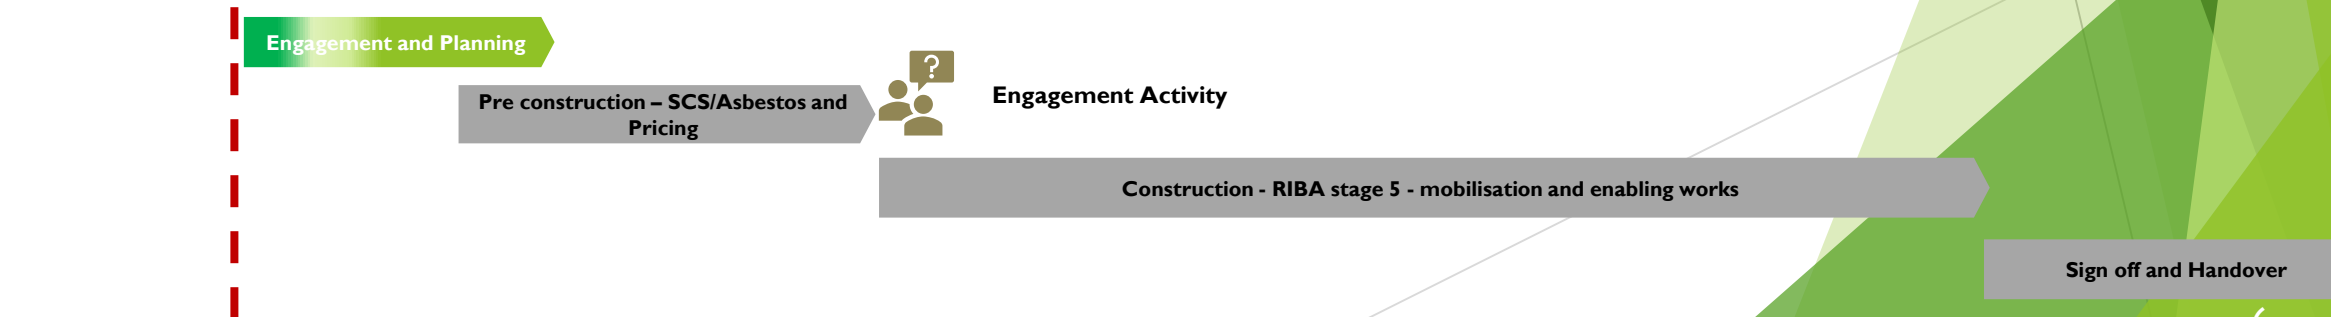 Engagement and Planning
Pre construction – SCS/Asbestos and
Pricing
?
Engagement Activity
Construction - RIBA stage 5 - mobilisation and enabling works
Sign off and Handover